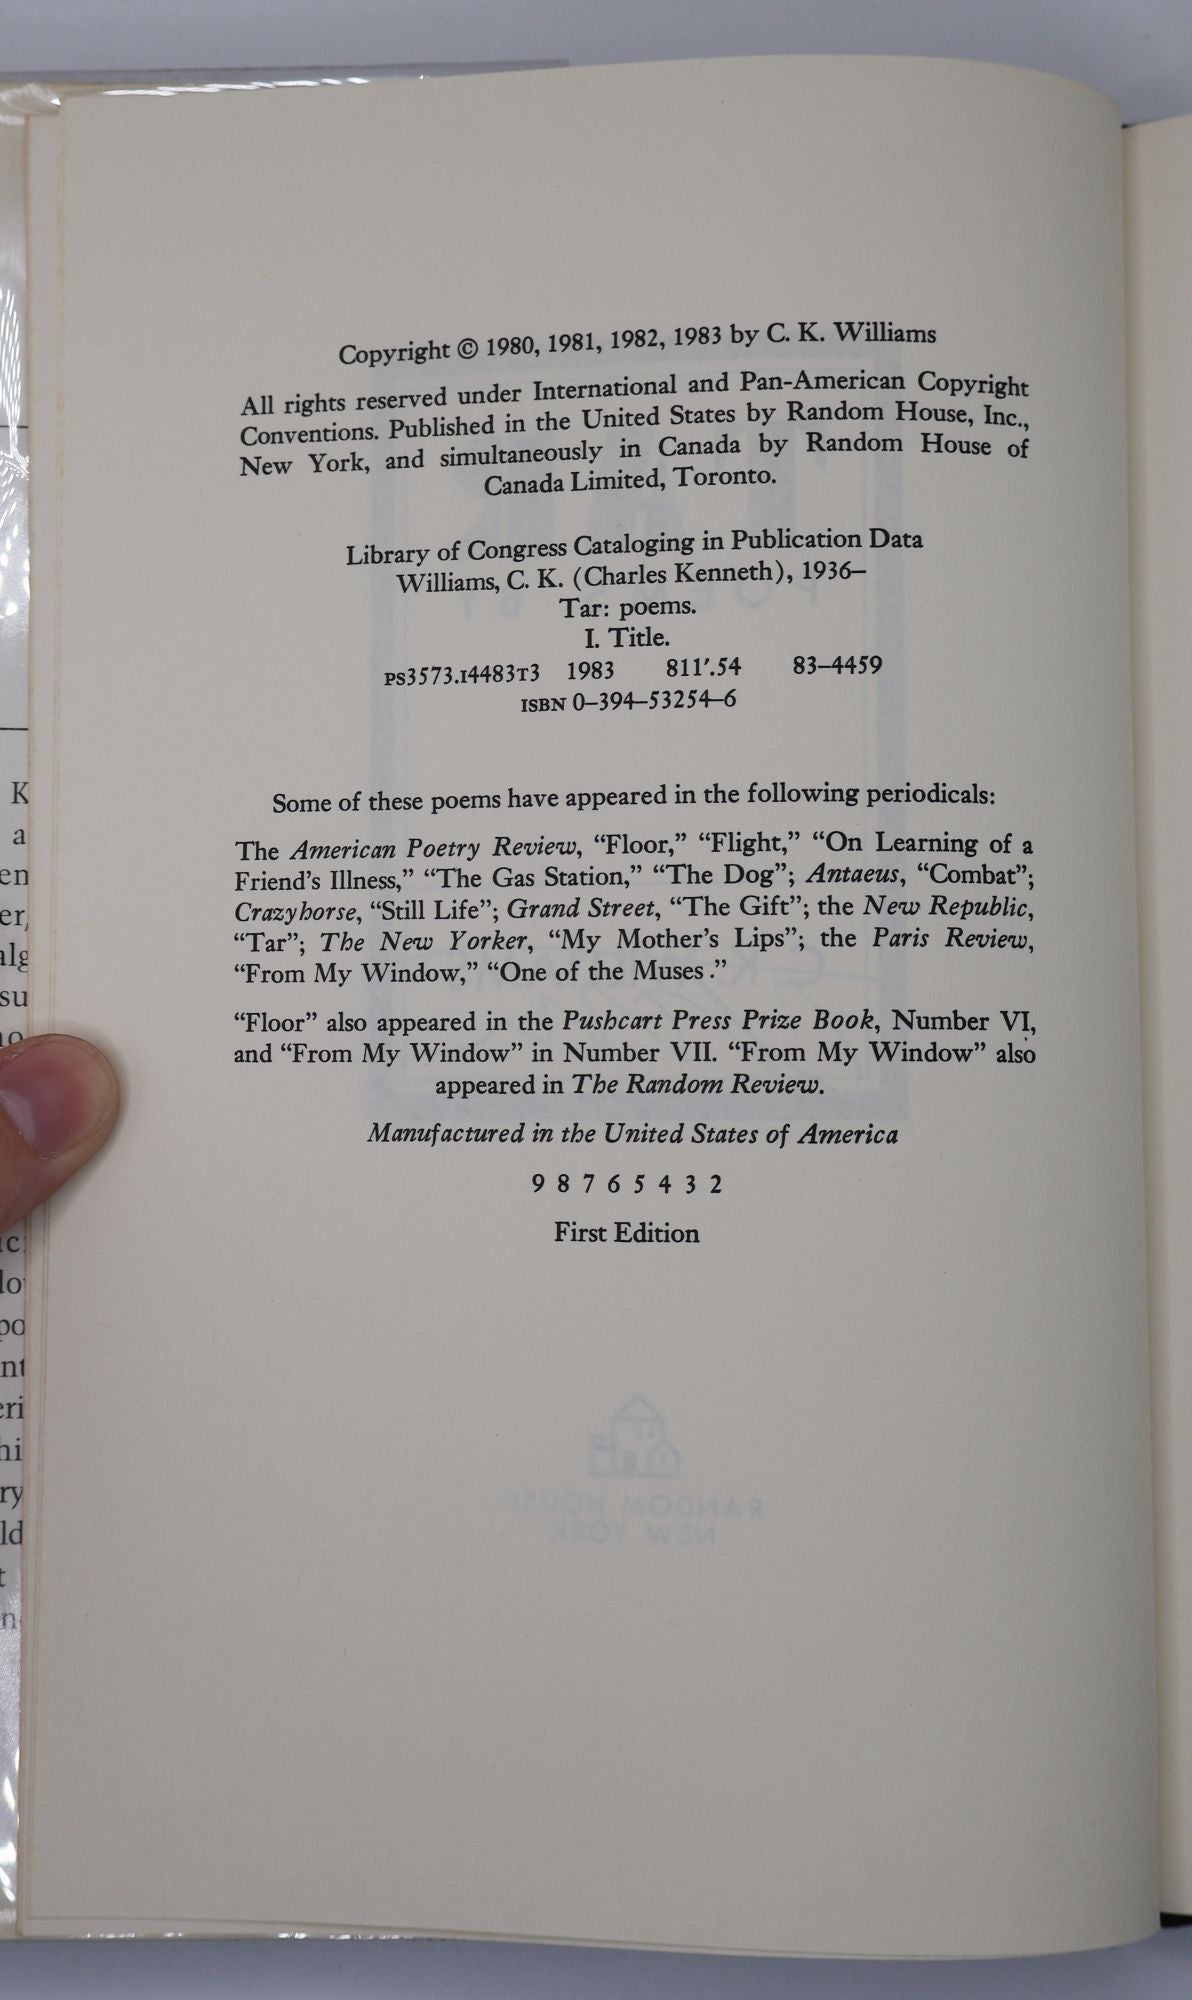 Copyright © 1980, 1981, 1982, 1983 by C. K. Williams
All rights reserved under International and Pan-American Copyright
Conventions. Published in the United States by Random House, Inc.,
New York, and simultaneously in Canada by Random House of
Canada Limited, Toronto.
Library of Congress Cataloging in Publication Data
Williams, C. K. (Charles Kenneth), 1936–
Tar: poems.
I. Title.
PS3573.I4483T3 1983 811′.54 83–4459
ISBN 0–394–53254–6
Some of these poems have appeared in the following periodicals:
The American Poetry Review, “Floor,” “Flight,” “On Learning of a
Friend’s Illness,” “The Gas Station,” “The Dog”; Antaeus, “Combat”;
Crazyhorse, “Still Life”; Grand Street, “The Gift”; the New Republic,
“Tar”; The New Yorker, “My Mother’s Lips”; the Paris Review,
“From My Window,” “One of the Muses.”
“Floor” also appeared in the Pushcart Press Prize Book, Number VI,
and “From My Window” in Number VII. “From My Window” also
appeared in The Random Review.
Manufactured in the United States of America
9 8 7 6 5 4 3 2
First Edition
RANDOM HOUSE
NEW YORK